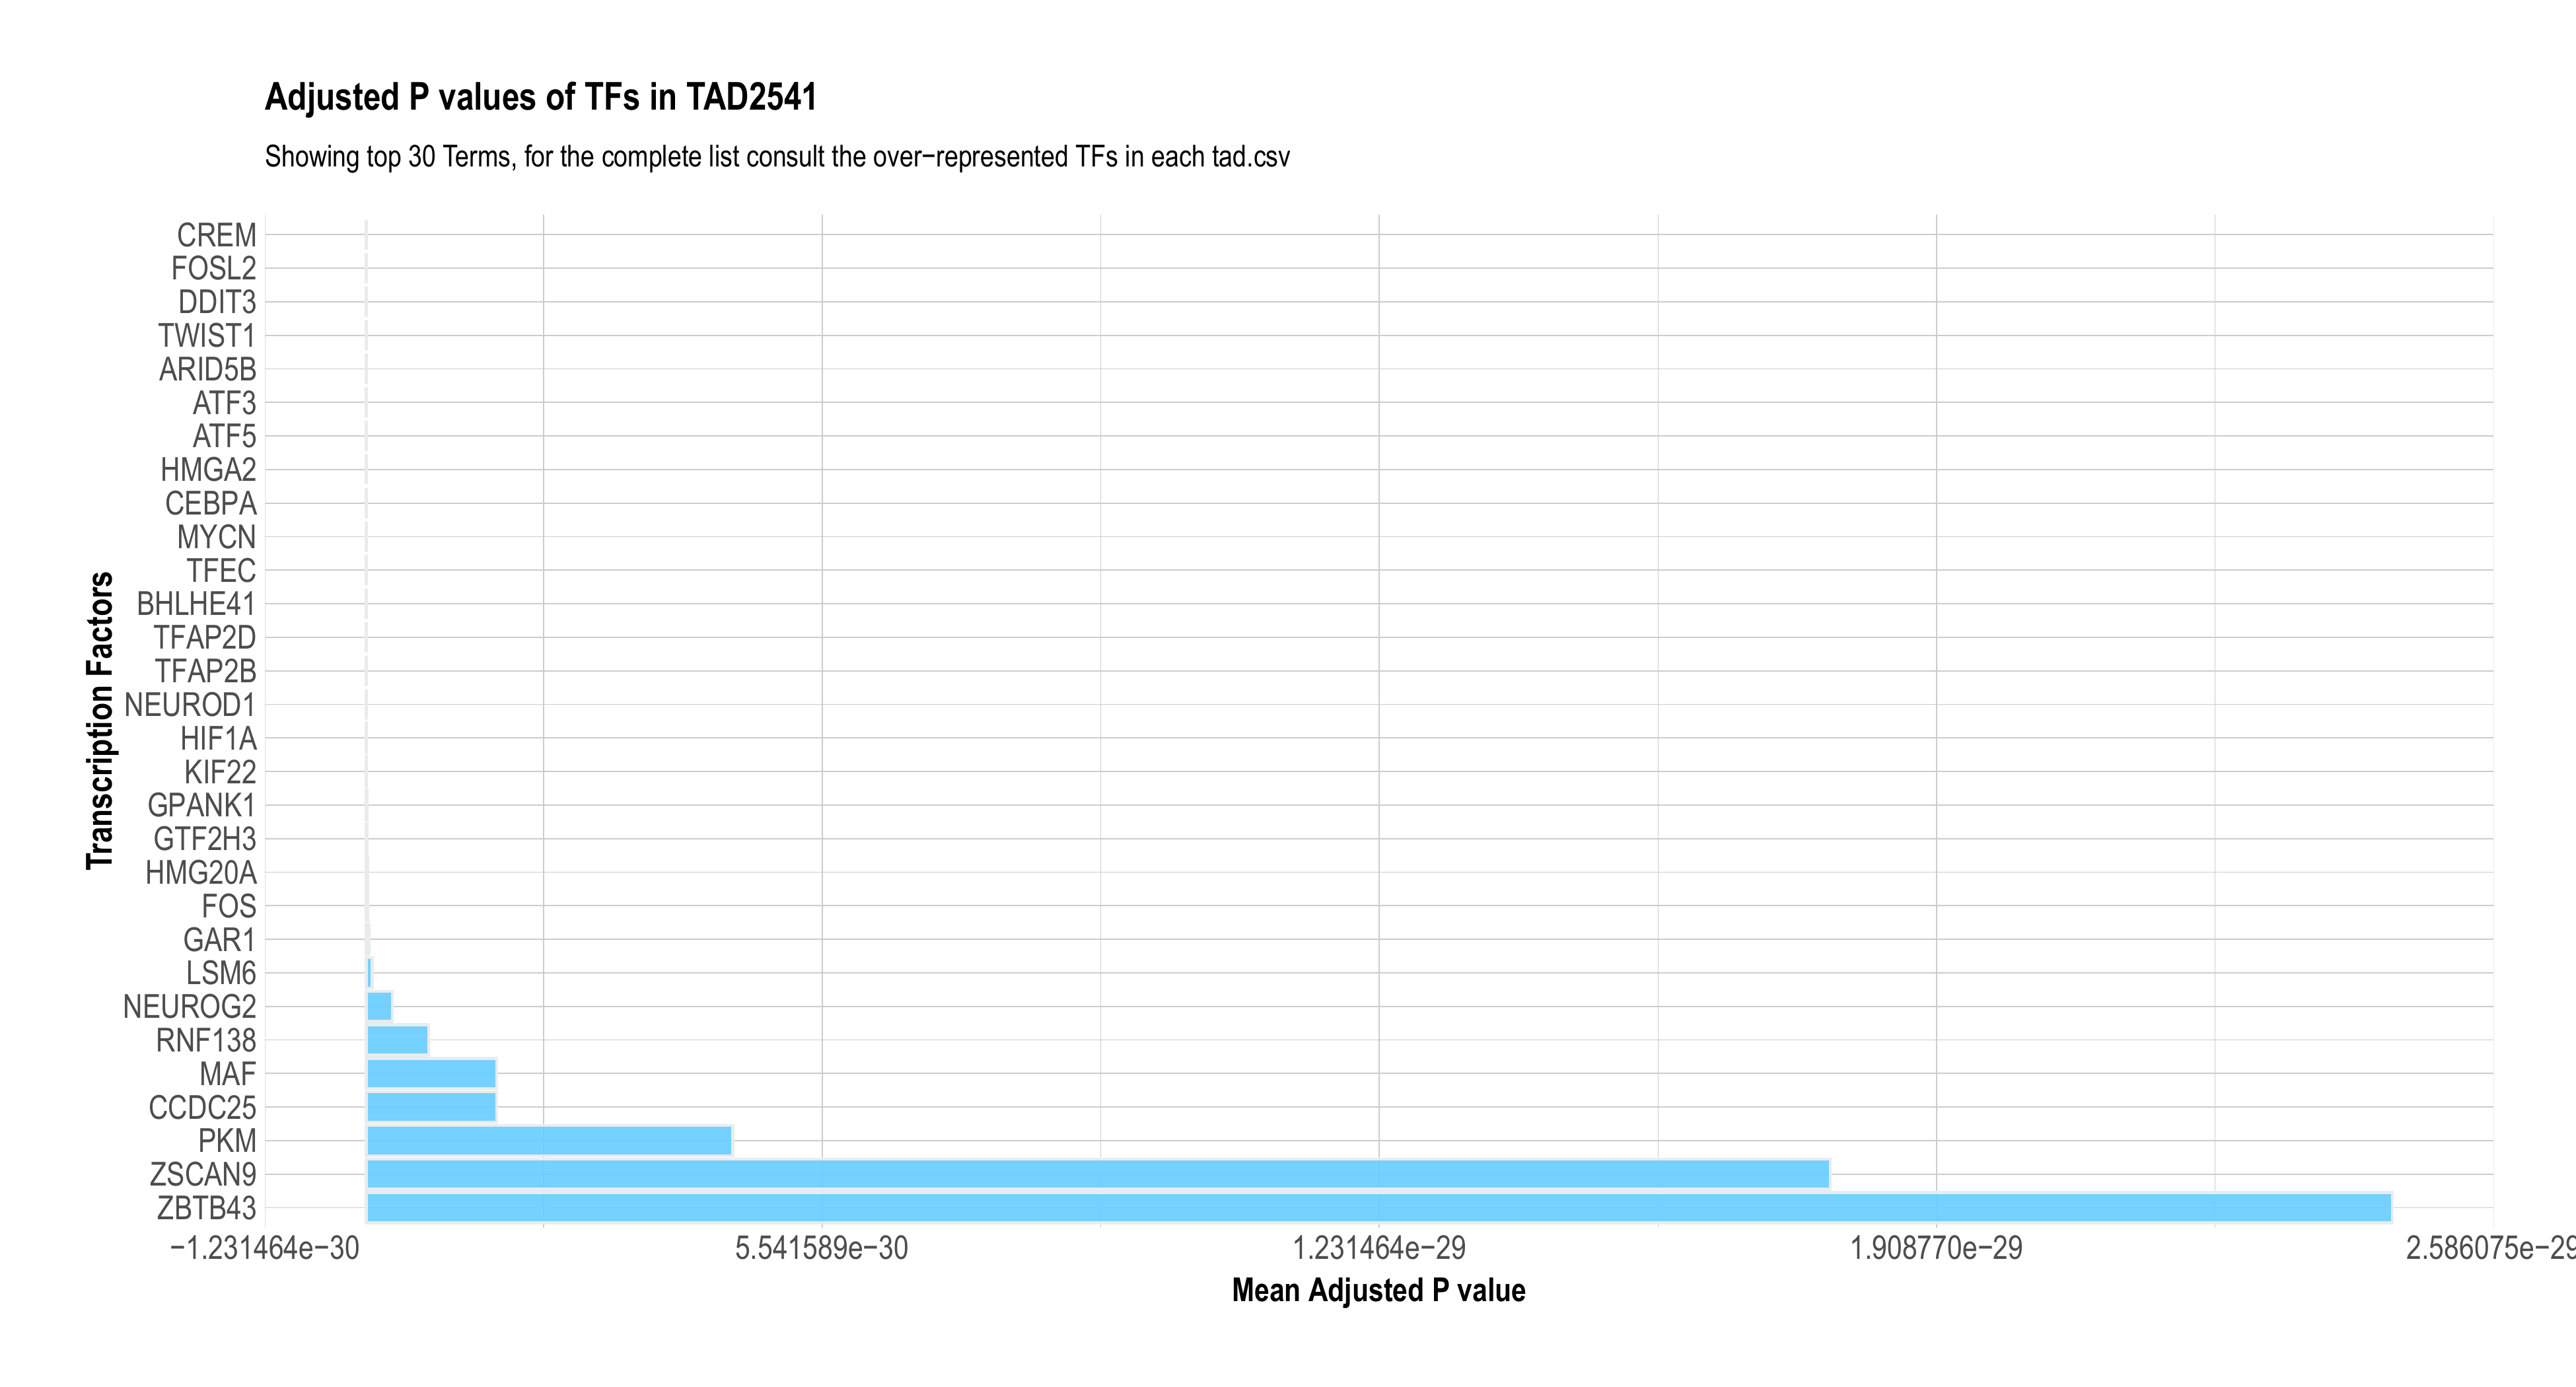 Adjusted P values of TFs in TAD2541
Showing top 30 Terms, for the complete list consult the over−represented TFs in each tad.csv
Transcription Factors
CREM
FOSL2
DDIT3
TWIST1
ARID5B
ATF3
ATF5
HMGA2
CEBPA
MYCN
TFEC
BHLHE41
TFAP2D
TFAP2B
NEUROD1
HIF1A
KIF22
GPANK1
GTF2H3
HMG20A
FOS
GAR1
LSM6
NEUROG2
RNF138
MAF
CCDC25
PKM
ZSCAN9
ZBTB43
−1.231464e−30 5.541589e−30 1.231464e−29 1.908770e−29 2.586075e−29
Mean Adjusted P value